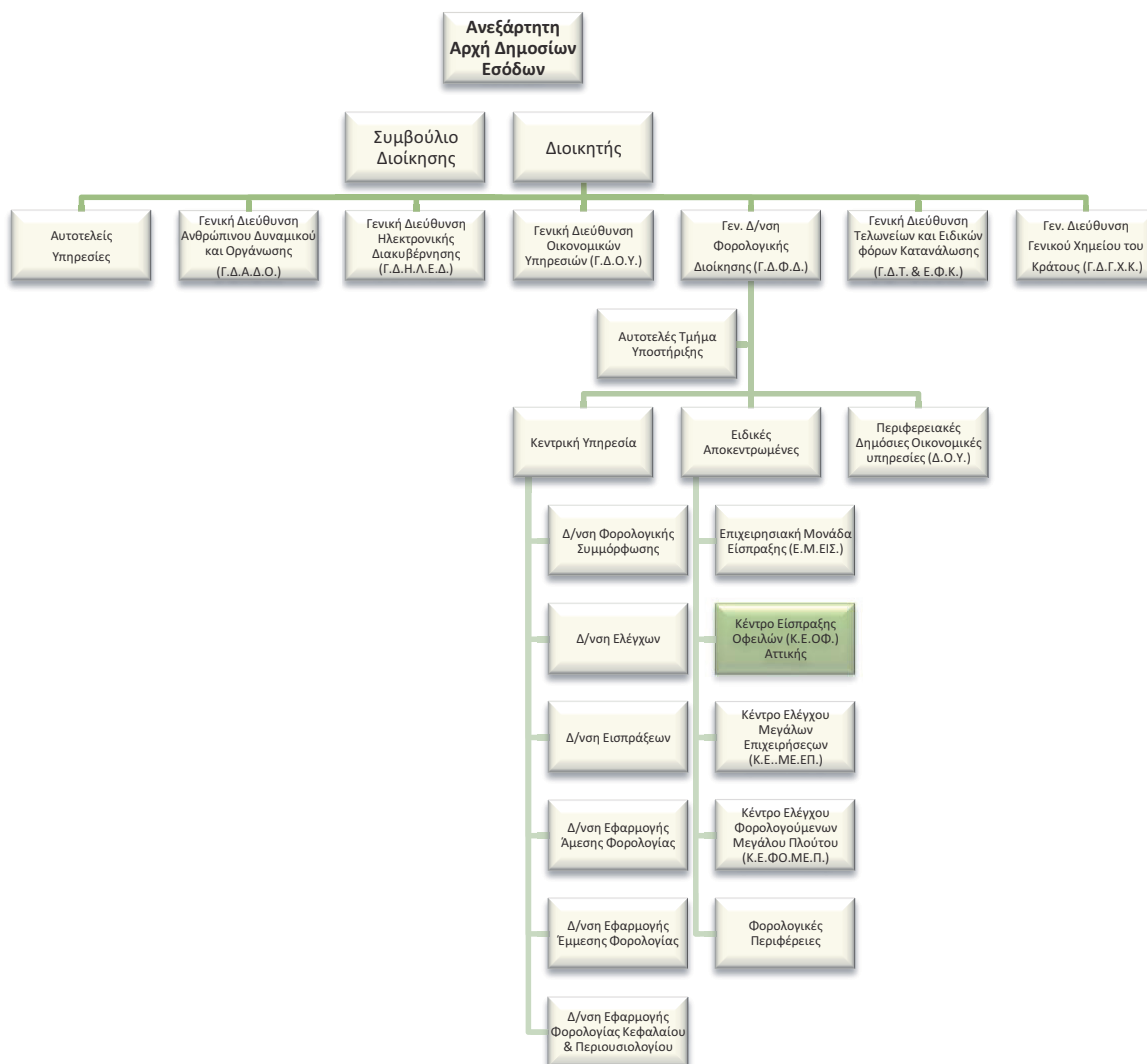 Ανεξάρτητη
Αρχή Δημοσίων
Εσόδων
Συμβούλιο
Διοίκησης
Διοικητής
Αυτοτελείς
Υπηρεσίες
Γενική Διεύθυνση
Ανθρώπινου Δυναμικού
και Οργάνωσης
(Γ.Δ.Α.Δ.Ο.)
Γενική Διεύθυνση
Ηλεκτρονικής
Διακυβέρνησης
(Γ.Δ.Η.Λ.Ε.Δ.)
Γενική Διεύθυνση
Οικονομικών
Υπηρεσιών (Γ.Δ.Ο.Υ.)
Γεν. Δ/νση
Φορολογικής
Διοίκησης (Γ.Δ.Φ.Δ.)
Γενική Διεύθυνση
Τελωνείων και Ειδικών
φόρων Κατανάλωσης
(Γ.Δ.Τ. & Ε.Φ.Κ.)
Γεν. Διεύθυνση
Γενικού Χημείου του
Κράτους (Γ.Δ.Γ.Χ.Κ.)
Αυτοτελές Τμήμα
Υποστήριξης
Κεντρική Υπηρεσία
Ειδικές
Αποκεντρωμένες
Περιφερειακές
Δημόσιες Οικονομικές
υπηρεσίες (Δ.Ο.Υ.)
Δ/νση Φορολογικής
Συμμόρφωσης
Δ/νση Ελέγχων
Δ/νση Εισπράξεων
Δ/νση Εφαρμογής
Άμεσης Φορολογίας
Δ/νση Εφαρμογής
Έμμεσης Φορολογίας
Δ/νση Εφαρμογής
Φορολογίας Κεφαλαίου
& Περιουσιολογίου
Επιχειρησιακή Μονάδα
Είσπραξης (Ε.Μ.ΕΙΣ.)
Κέντρο Είσπραξης
Οφειλών (Κ.Ε.ΟΦ.)
Αττικής
Κέντρο Ελέγχου
Μεγάλων
Επιχειρήσεςων
(Κ.Ε..ΜΕ.ΕΠ.)
Κέντρο Ελέγχου
Φορολογούμενων
Μεγάλου Πλούτου
(Κ.Ε.ΦΟ.ΜΕ.Π.)
Φορολογικές
Περιφέρειες